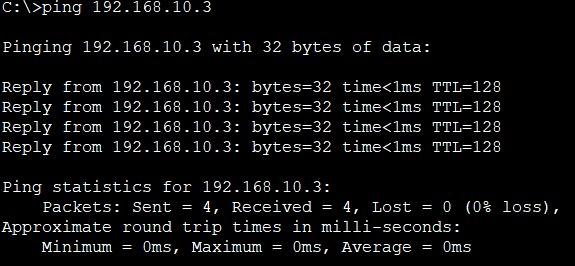 C:\>ping 192.168.10.3
Pinging 192.168.10.3 with 32 bytes of data:
Reply from 192.168.10.3: bytes=32 time<1ms TTL=128
Reply from 192.168.10.3: bytes=32 time<1ms TTL=128
Reply from 192.168.10.3: bytes=32 time<1ms TTL=128
Reply from 192.168.10.3: bytes=32 time<1ms TTL=128
Ping statistics for 192.168.10.3:
    Packets: Sent = 4, Received = 4, Lost = 0 (0% loss),
Approximate round trip times in milli-seconds:
    Minimum = 0ms, Maximum = 0ms, Average = 0ms